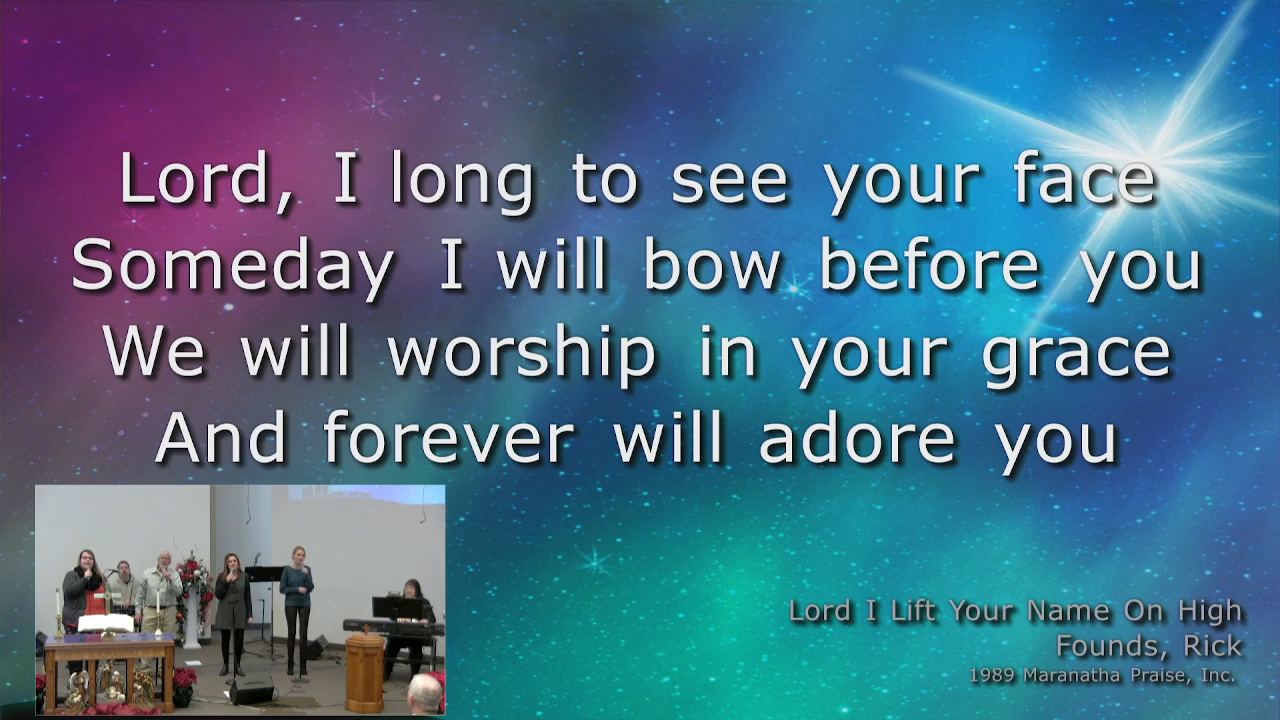 Lord, I long to see your face
Someday I will bow before you
We will worship in your grace
And forever will adore you
Lord I Lift Your Name On High
Founds, Rick
1989 Maranatha Praise, Inc.